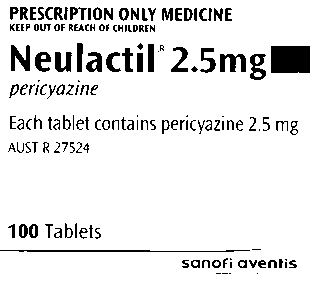 PRESCRIPTION ONLY MEDICINE
KEEP OUT OF REACH OF CHILDREN
Neulactil® 2.5mg
pericyazine
Each tablet contains pericyazine 2.5 mg
AUST R 27524
100 Tablets
sanofi aventis